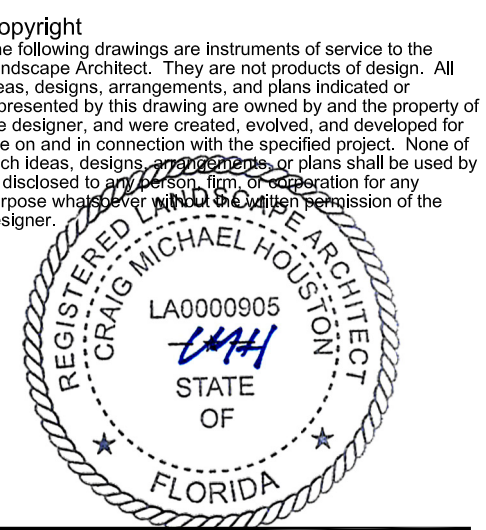 opyright
e following drawings are instruments of service to the
ndscape Architect. They are not products of design. All
eas, designs, arrangements, and plans indicated or
presented by this drawing are owned by and the property of
e designer, and were created, evolved, and developed for
e on and in connection with the specified project. None of
ch ideas, designs, arrangements, or plans shall be used by
disclosed to any person, firm, or corporation for any
rpose whatsoever without the written permission of the
signer.
REGISTERED LANDSCAPE ARCHITECT
CRAIG MICHAEL HOUSTON
LA0000905
CMH
STATE
OF
FLORIDA